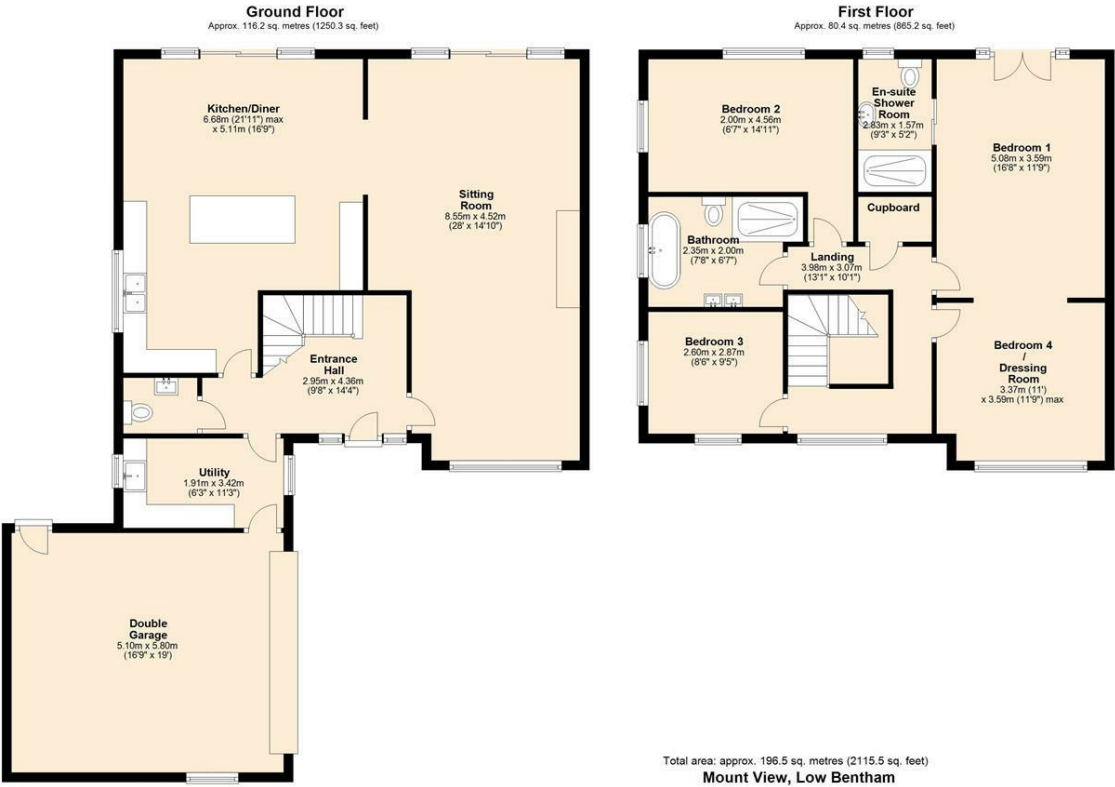 Ground Floor
Approx. 116.2 sq. metres (1250.3 sq. feet)
Kitchen/Diner
6.68m (21'11") max
x 5.11m (16'9")
Sitting
Room
8.55m x 4.52m
(28' x 14'10")
Entrance
Hall
2.95m x 4.36m
(9'8" x 14'4")
Utility
1.91m x 3.42m
(6'3" x 11'3")
Double
Garage
5.10m x 5.80m
(16'9" x 19')
First Floor
Approx. 80.4 sq. metres (865.2 sq. feet)
Bedroom 2
2.00m x 4.56m
(6'7" x 14'11")
En-suite
Shower
Room
2.83m x 1.57m
(9'3" x 5'2")
Bedroom 1
5.08m x 3.59m
(16'8" x 11'9")
Cupboard
Bathroom
2.35m x 2.00m
(7'8" x 6'7")
Landing
3.98m x 3.07m
(13'1" x 10'1")
Bedroom 3
2.60m x 2.87m
(8'6" x 9'5")
Bedroom 4
/
Dressing
Room
3.37m (11')
x 3.59m (11'9") max
Total area: approx. 196.5 sq. metres (2115.5 sq. feet)
Mount View, Low Bentham